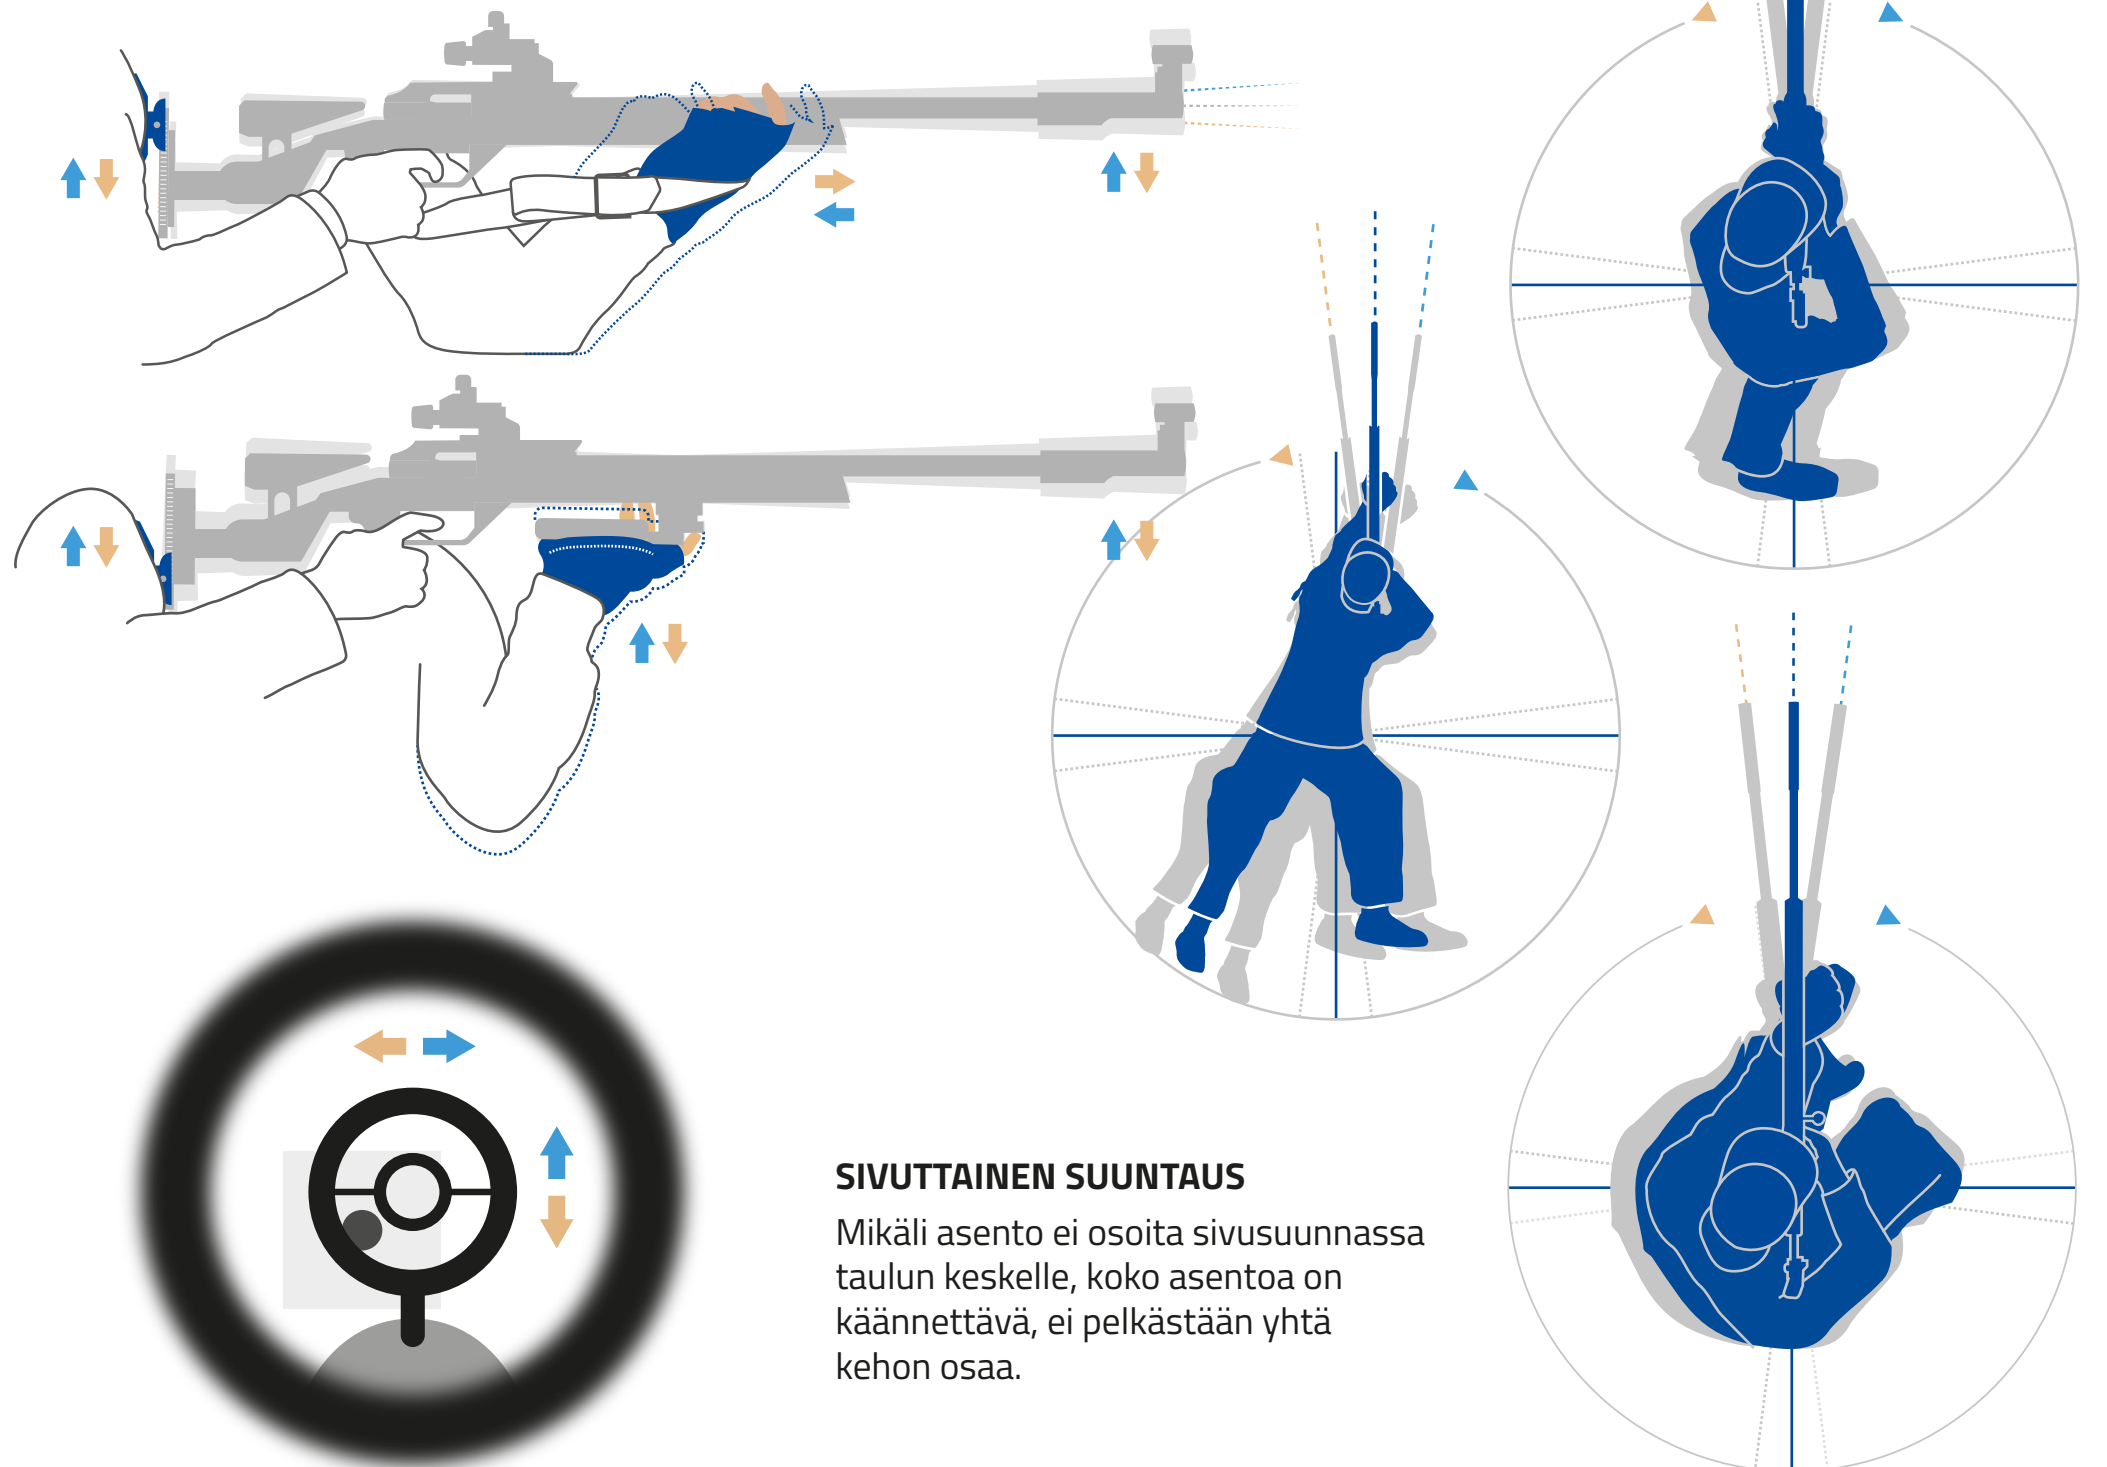 SIVUTTAINEN SUUNTAUS
Mikäli asento ei osoita sivusuunnassa
taulun keskelle, koko asentoa on
käännettävä, ei pelkästään yhtä
kehon osaa.